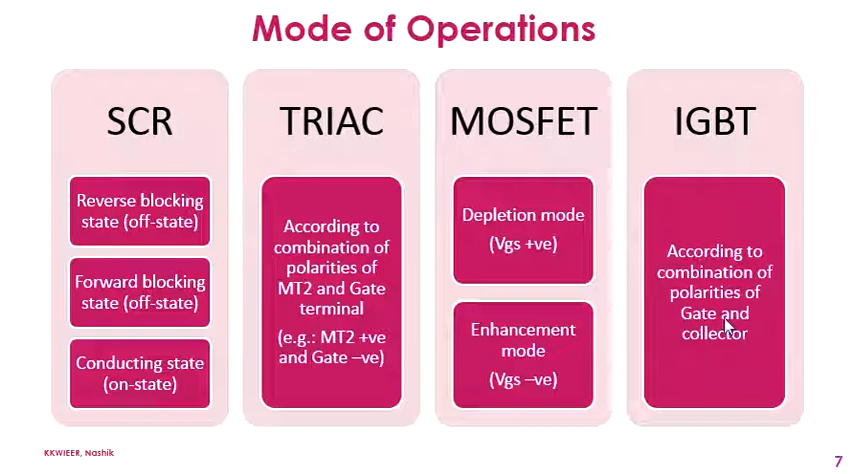 Mode of Operations
SCR
Reverse blocking
state (off-state)
Forward blocking
state (off-state)
Conducting state
(on-state)
TRIAC
According to
combination of
polarities of
MT2 and Gate
terminal
(e.g.: MT2 +ve
and Gate –ve)
MOSFET
Depletion mode
(Vgs +ve)
Enhancement
mode
(Vgs –ve)
IGBT
According to
combination of
polarities of
Gate and
collector
KKWIEER, Nashik
7